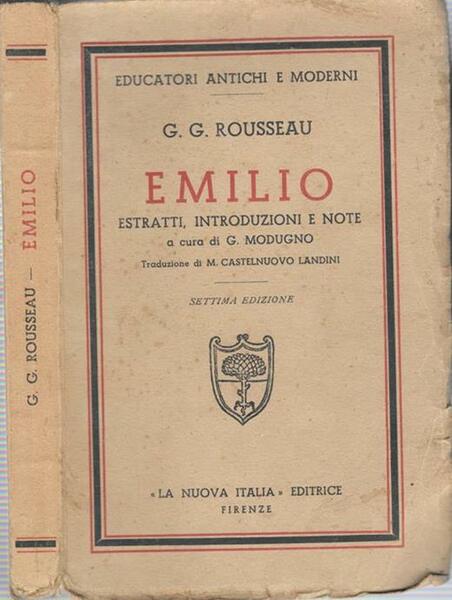 G. G. ROUSSEAU — EMILIO
EDUCATORI ANTICHI E MODERNI
G. G. ROUSSEAU
EMILIO
ESTRATTI, INTRODUZIONI E NOTE
a cura di G. MODUGNO
Traduzione di M. CASTELNUOVO LANDINI
SETTIMA EDIZIONE
«LA NUOVA ITALIA» EDITRICE
FIRENZE